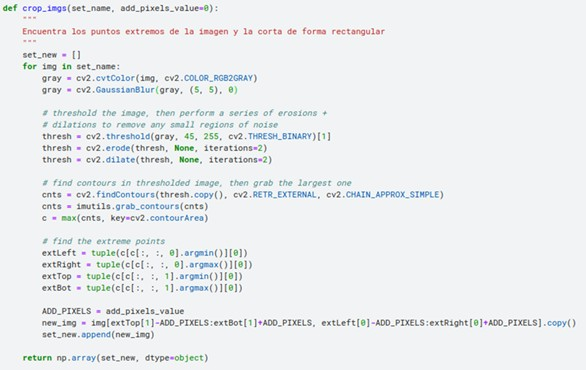 def crop_imgs(set_name, add_pixels_value=0):
    """
    Encuentra los puntos extremos de la imagen y la corta de forma rectangular
    """
    set_new = []
    for img in set_name:
        gray = cv2.cvtColor(img, cv2.COLOR_RGB2GRAY)
        gray = cv2.GaussianBlur(gray, (5, 5), 0)

        # threshold the image, then perform a series of erosions +
        # dilations to remove any small regions of noise
        thresh = cv2.threshold(gray, 45, 255, cv2.THRESH_BINARY)[1]
        thresh = cv2.erode(thresh, None, iterations=2)
        thresh = cv2.dilate(thresh, None, iterations=2)

        # find contours in thresholded image, then grab the largest one
        cnts = cv2.findContours(thresh.copy(), cv2.RETR_EXTERNAL, cv2.CHAIN_APPROX_SIMPLE)
        cnts = imutils.grab_contours(cnts)
        c = max(cnts, key=cv2.contourArea)

        # find the extreme points
        extLeft = tuple(c[c[:, :, 0].argmin()][0])
        extRight = tuple(c[c[:, :, 0].argmax()][0])
        extTop = tuple(c[c[:, :, 1].argmin()][0])
        extBot = tuple(c[c[:, :, 1].argmax()][0])

        ADD_PIXELS = add_pixels_value
        new_img = img[extTop[1]-ADD_PIXELS:extBot[1]+ADD_PIXELS, extLeft[0]-ADD_PIXELS:extRight[0]+ADD_PIXELS].copy()
        set_new.append(new_img)

    return np.array(set_new, dtype=object)